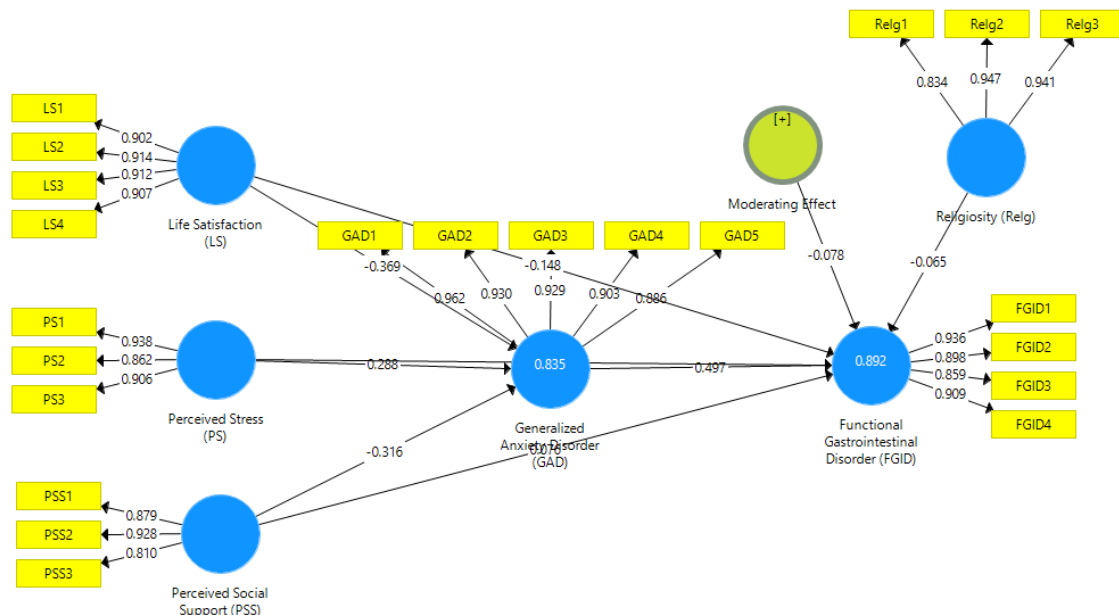 Relg1
Relg2
Relg3
0.834
0.947
0.941
Religiosity (Relg)
[+]
Moderating Effect
-0.078
-0.065
LS1
LS2
LS3
LS4
0.902
0.914
0.912
0.907
Life Satisfaction
(LS)
GAD1
GAD2
GAD3
GAD4
GAD5
-0.369
-0.148
0.962
0.930
0.929
0.903
0.886
PS1
PS2
PS3
0.938
0.862
0.906
Perceived Stress
(PS)
0.288
0.835
Generalized
Anxiety Disorder
(GAD)
0.497
0.892
Functional
Gastrointestinal
Disorder (FGID)
FGID1
FGID2
FGID3
FGID4
0.936
0.898
0.859
0.909
-0.316
PSS1
PSS2
PSS3
0.879
0.928
0.810
Perceived Social
Support (PSS)